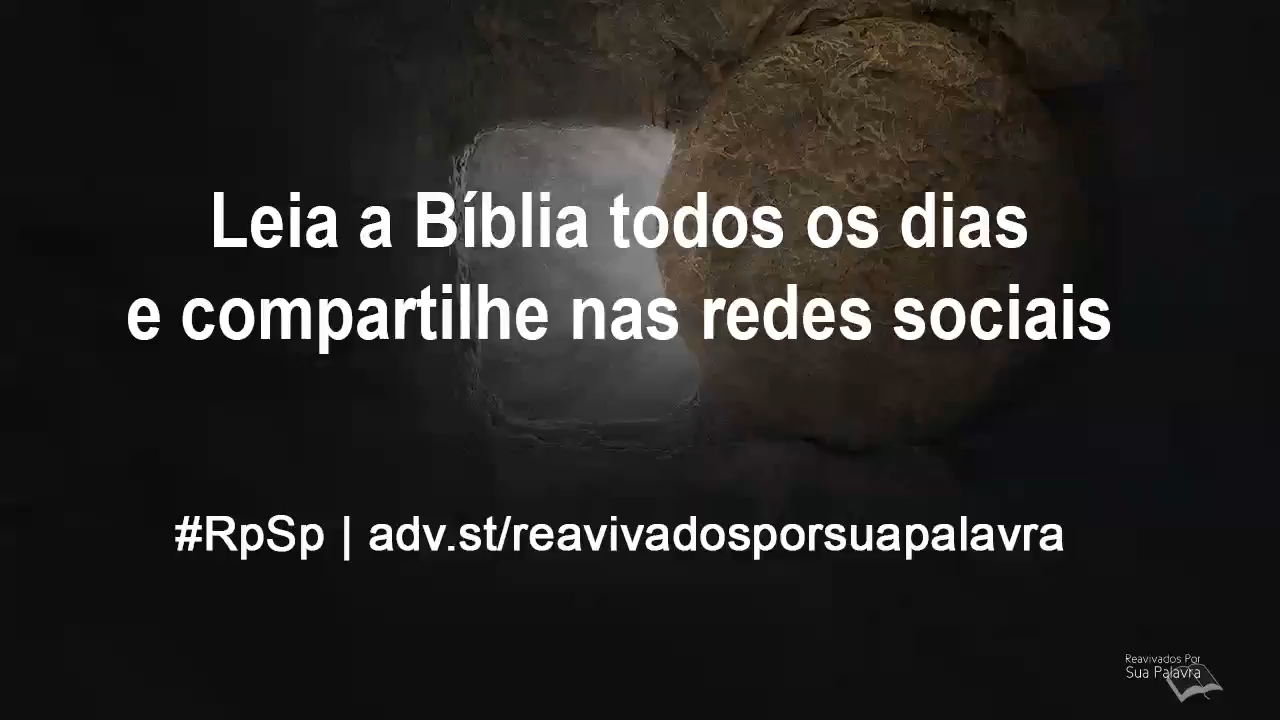 Leia a Bíblia todos os dias
e compartilhe nas redes sociais
#RpSp | adv.st/reavivadosporsuapalavra
Reavivados Por
Sua Palavra